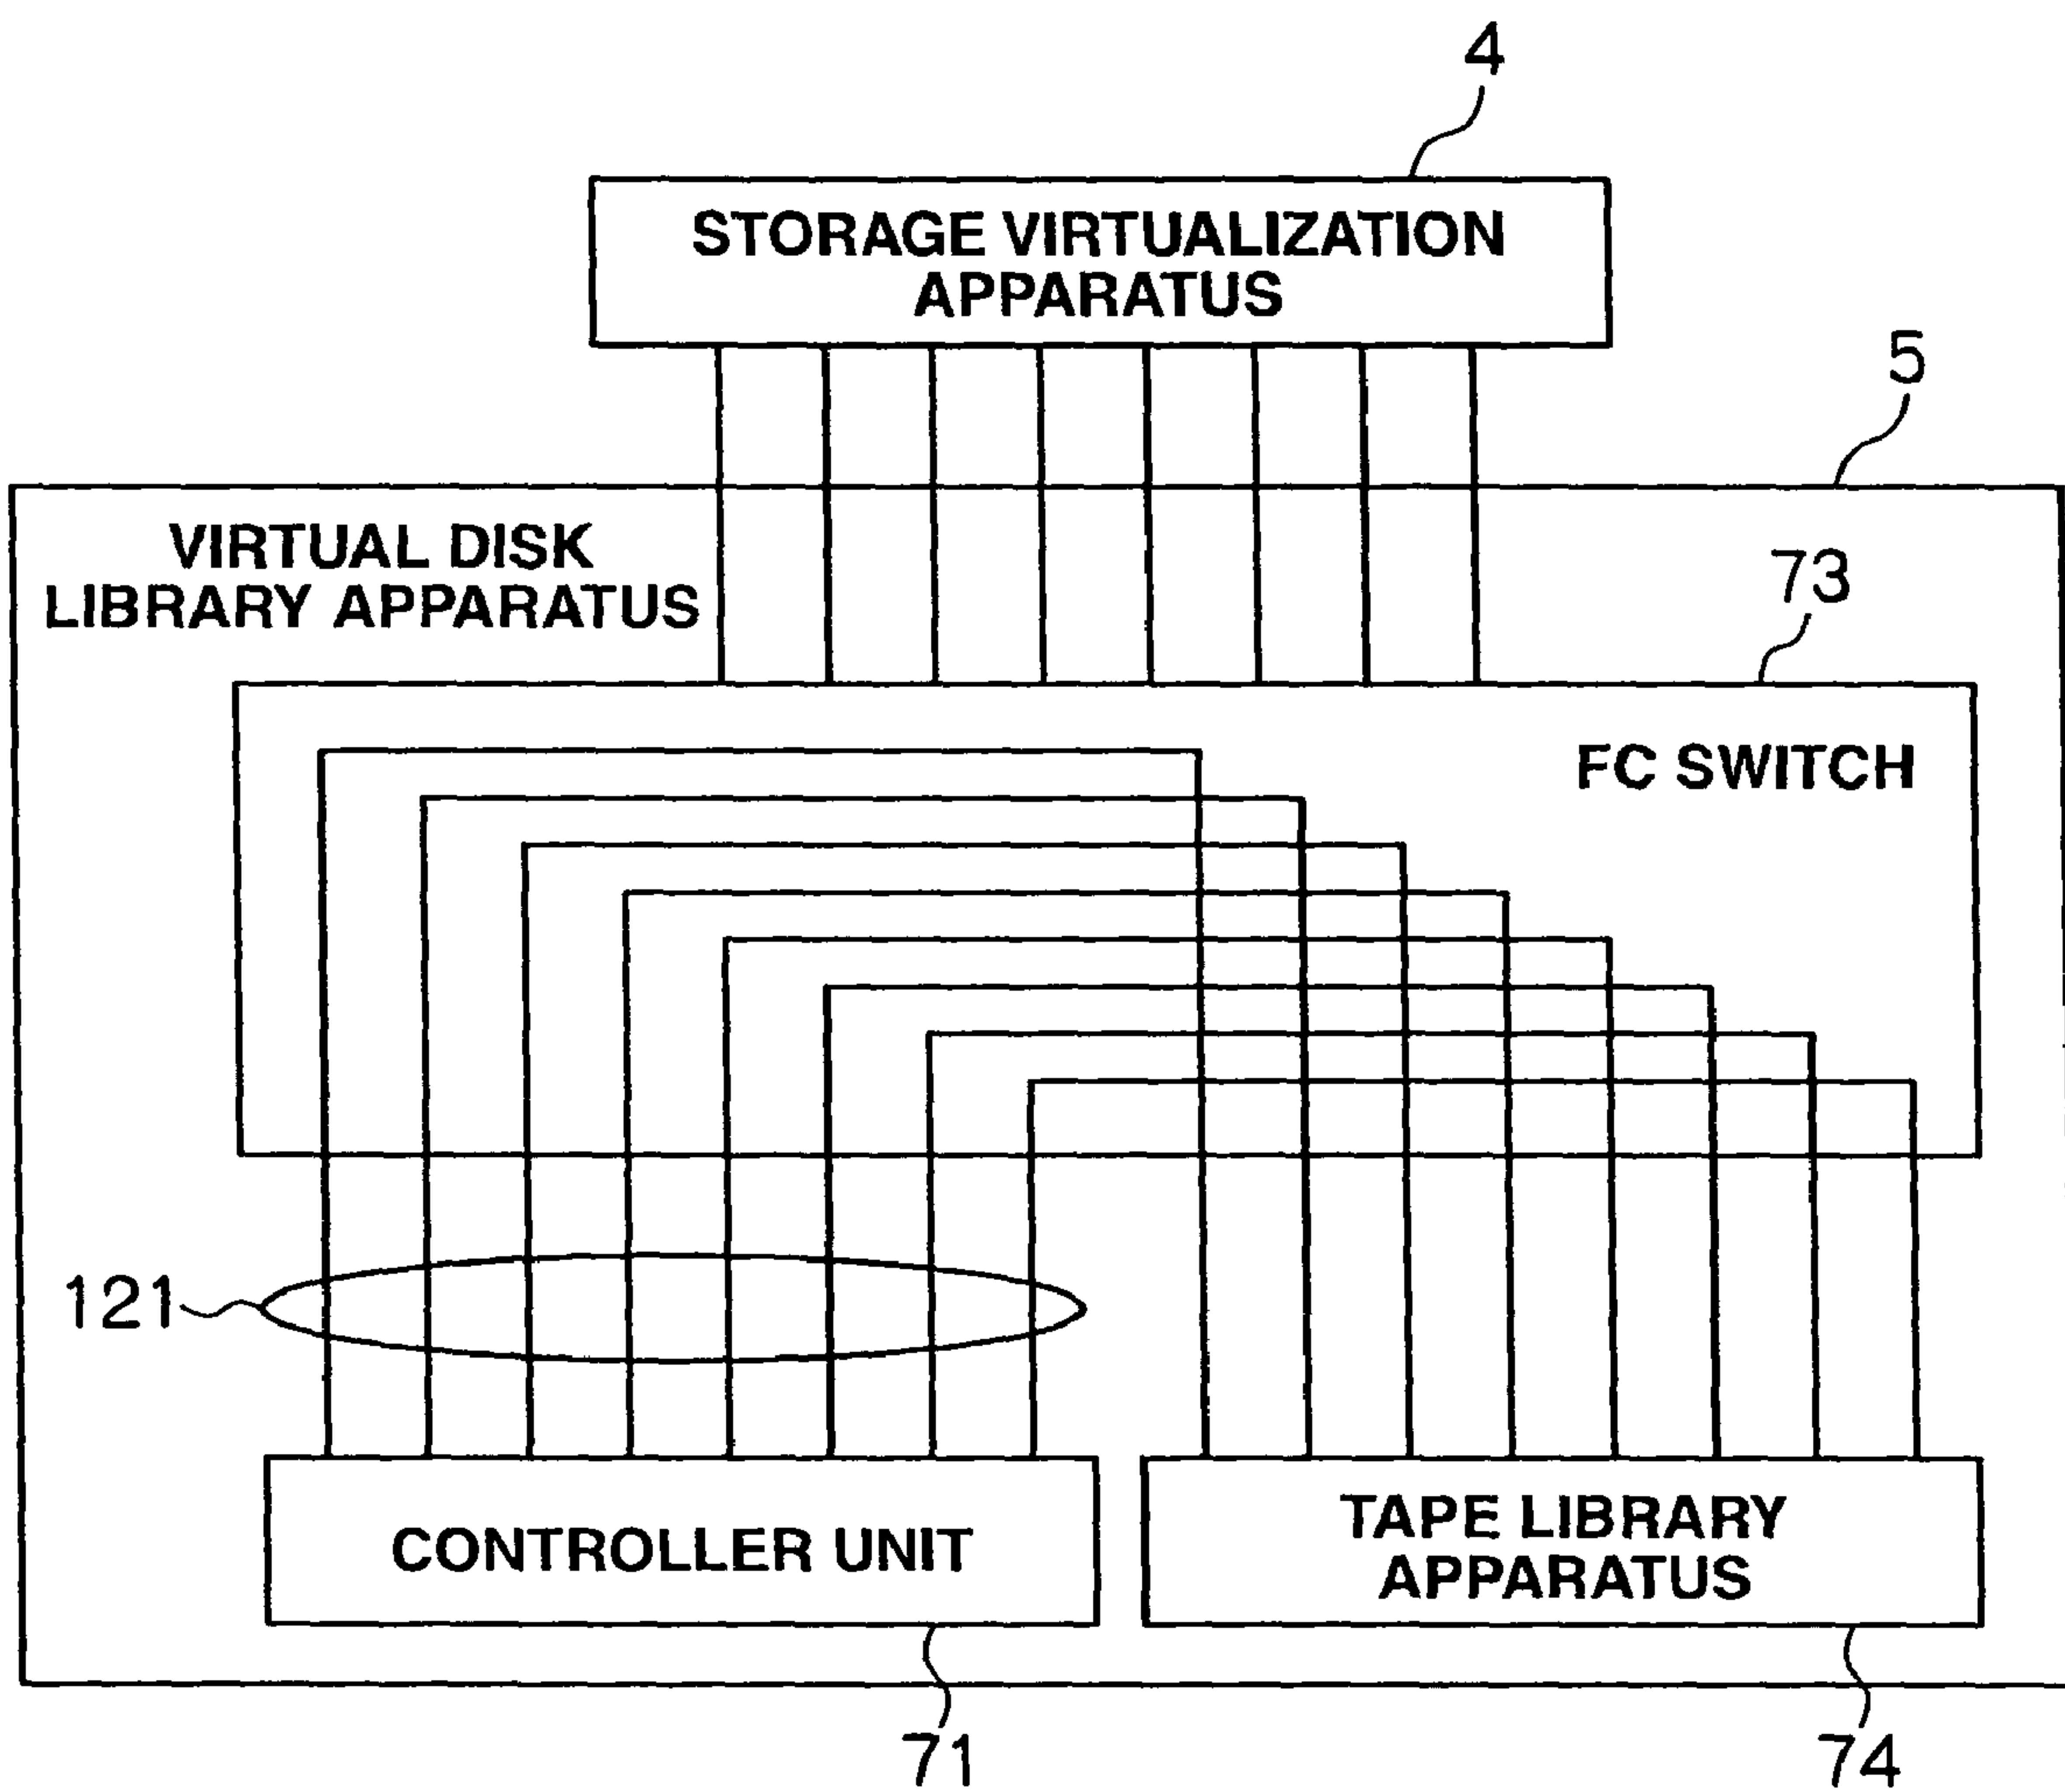 4
STORAGE VIRTUALIZATION
APPARATUS
5
VIRTUAL DISK
LIBRARY APPARATUS
73
FC SWITCH
121
CONTROLLER UNIT
TAPE LIBRARY
APPARATUS
71
74